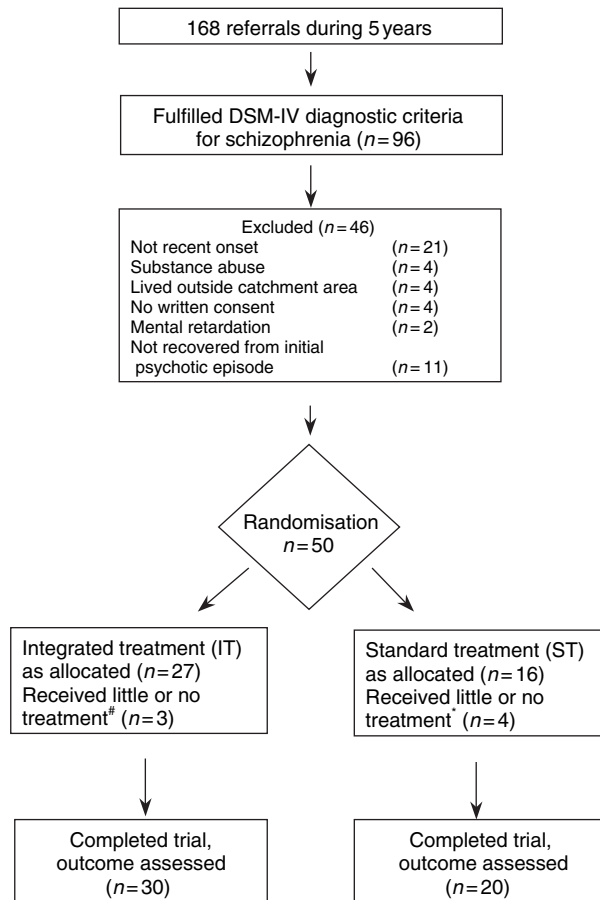 168 referrals during 5 years
Fulfilled DSM-IV diagnostic criteria
for schizophrenia (n=96)
Excluded (n=46)
Not recent onset (n=21)
Substance abuse (n=4)
Lived outside catchment area (n=4)
No written consent (n=4)
Mental retardation (n=2)
Not recovered from initial
psychotic episode (n=11)
Randomisation
n=50
Integrated treatment (IT)
as allocated (n=27)
Received little or no
treatment# (n=3)
Standard treatment (ST)
as allocated (n=16)
Received little or no
treatment* (n=4)
Completed trial,
outcome assessed
(n=30)
Completed trial,
outcome assessed
(n=20)